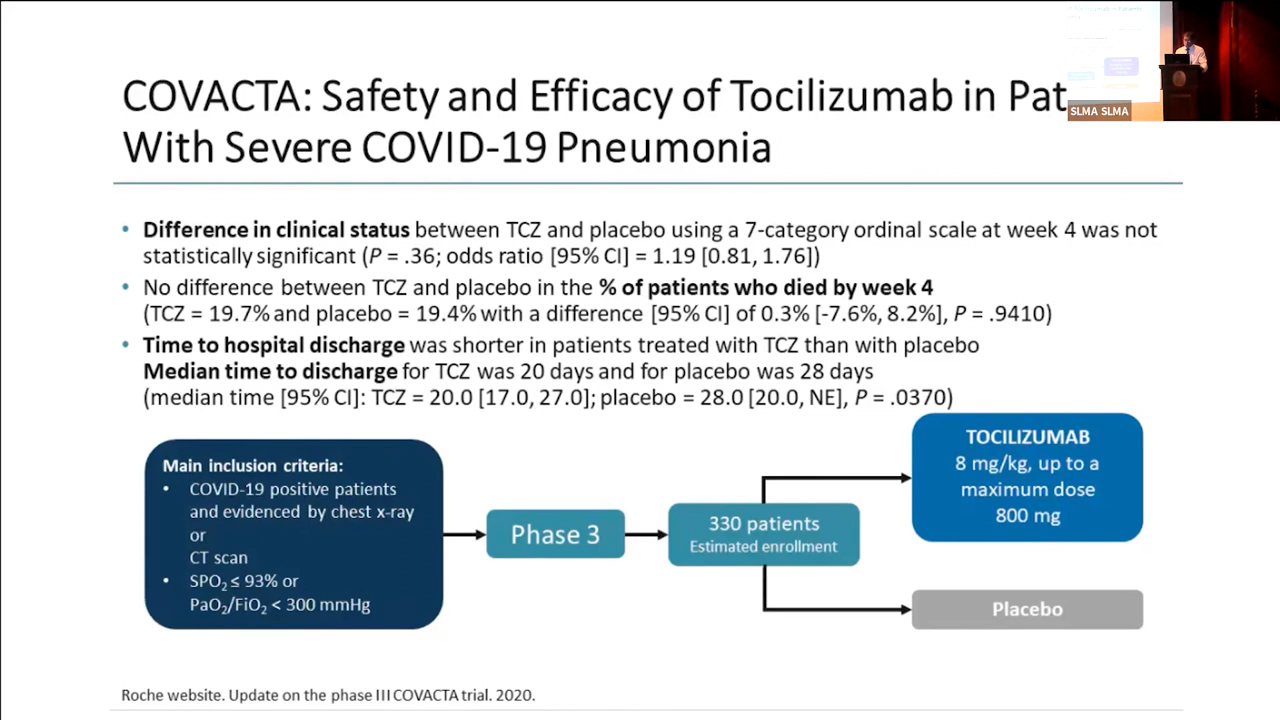 COVACTA: Safety and Efficacy of Tocilizumab in Pat
With Severe COVID-19 Pneumonia
SLMA SLMA
• Difference in clinical status between TCZ and placebo using a 7-category ordinal scale at week 4 was not
statistically significant (P = .36; odds ratio [95% CI] = 1.19 [0.81, 1.76])
• No difference between TCZ and placebo in the % of patients who died by week 4
(TCZ = 19.7% and placebo = 19.4% with a difference [95% CI] of 0.3% [-7.6%, 8.2%], P = .9410)
• Time to hospital discharge was shorter in patients treated with TCZ than with placebo
Median time to discharge for TCZ was 20 days and for placebo was 28 days
(median time [95% CI]: TCZ = 20.0 [17.0, 27.0]; placebo = 28.0 [20.0, NE], P = .0370)
Main inclusion criteria:
• COVID-19 positive patients
and evidenced by chest x-ray
or
CT scan
• SPO₂ ≤ 93% or
PaO₂/FiO₂ < 300 mmHg
Phase 3
330 patients
Estimated enrollment
TOCILIZUMAB
8 mg/kg, up to a
maximum dose
800 mg
Placebo
Roche website. Update on the phase III COVACTA trial. 2020.